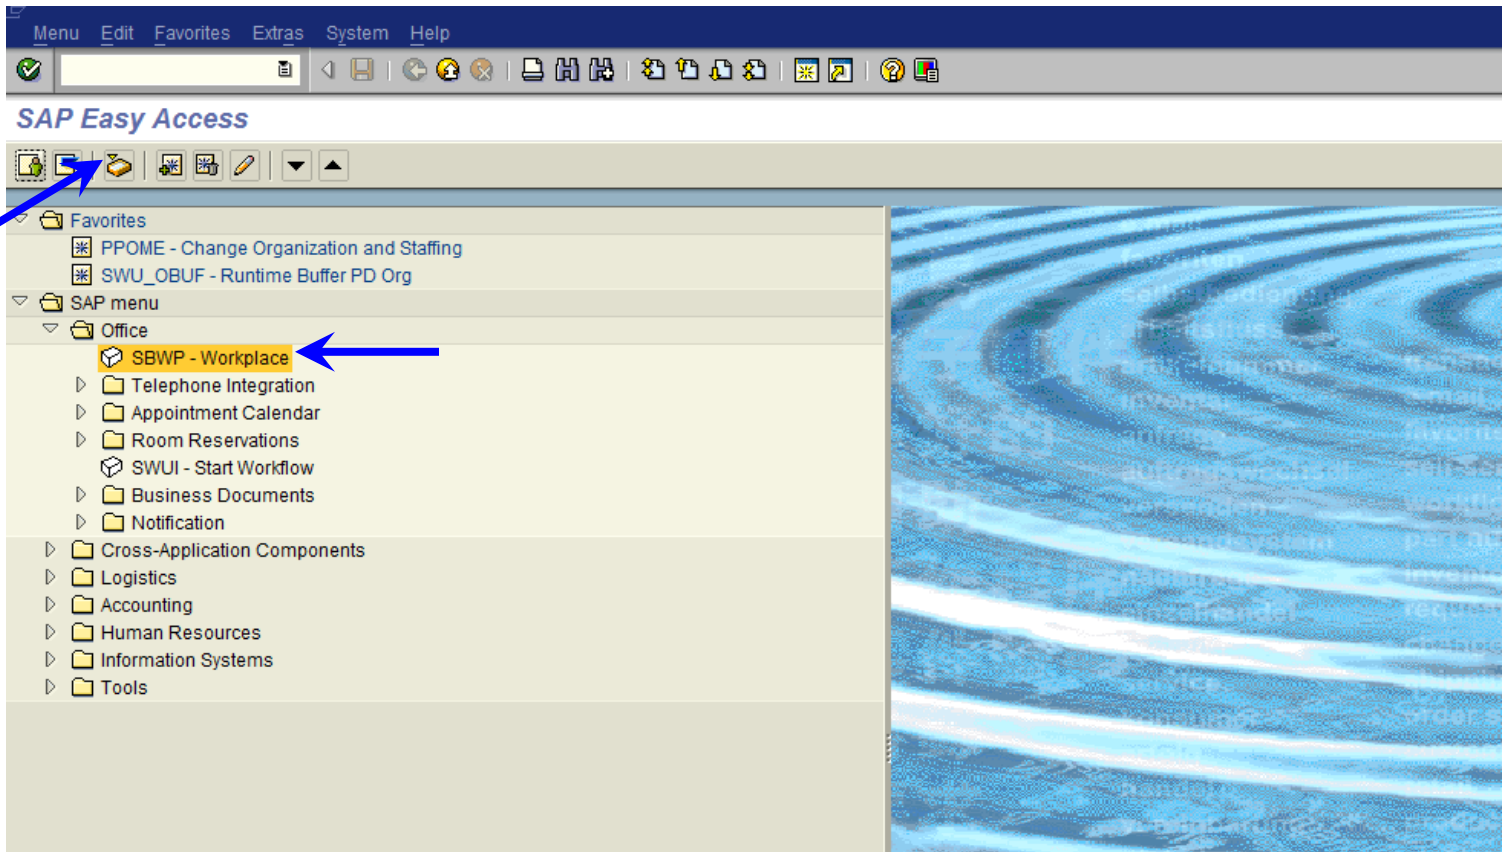 Menu Edit Favorites Extras System Help
SAP Easy Access
Favorites
PPOME - Change Organization and Staffing
SWU_OBUF - Runtime Buffer PD Org
SAP menu
Office
SBWP - Workplace
Telephone Integration
Appointment Calendar
Room Reservations
SWUI - Start Workflow
Business Documents
Notification
Cross-Application Components
Logistics
Accounting
Human Resources
Information Systems
Tools
favoriten